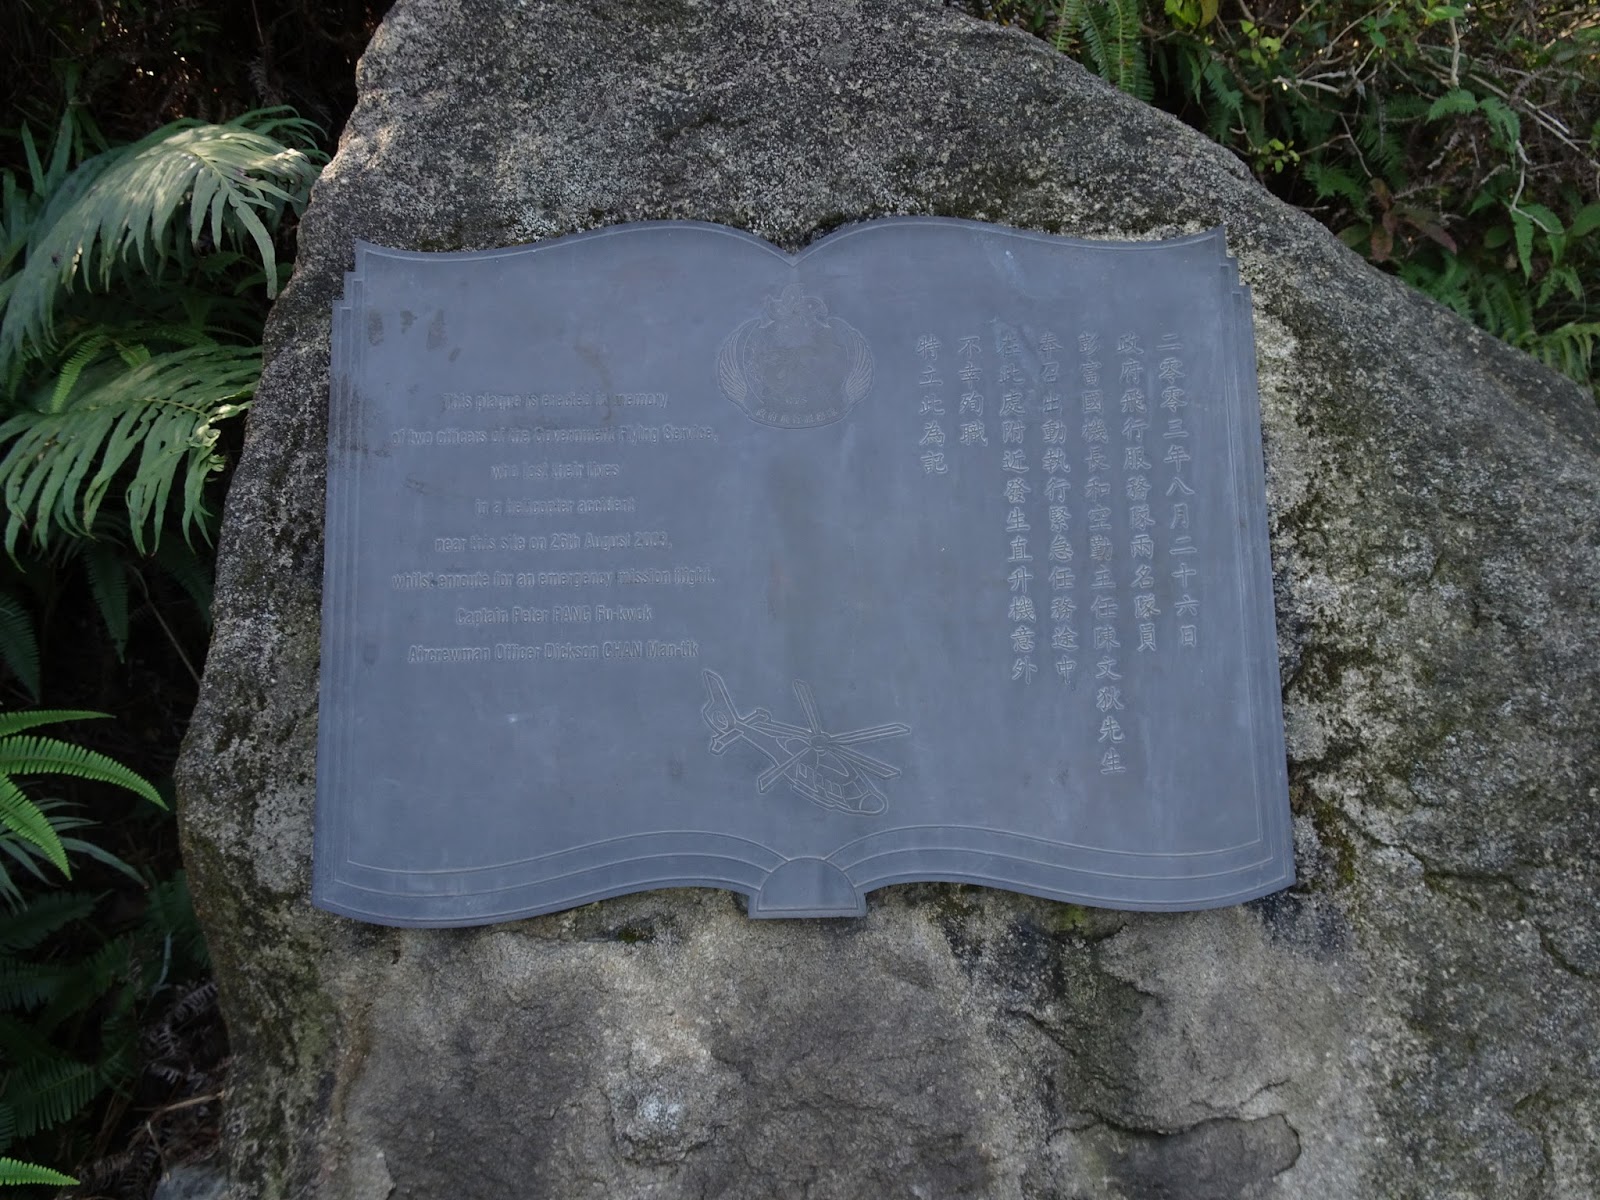 This plaque is erected in memory
of two officers of the Government Flying Service,
who lost their lives
in a helicopter accident
near this site on 26th August 2003,
whilst enroute for an emergency mission flight.
Captain Peter PANG Fu-kwok
Aircrewman Officer Dickson CHAN Man-tik
二零零三年八月二十六日
政府飛行服務隊兩名隊員
彭富國機長和空勤主任陳文狄先生
奉召出動執行緊急任務途中
在此處附近發生直升機意外
不幸殉職
特立此為記